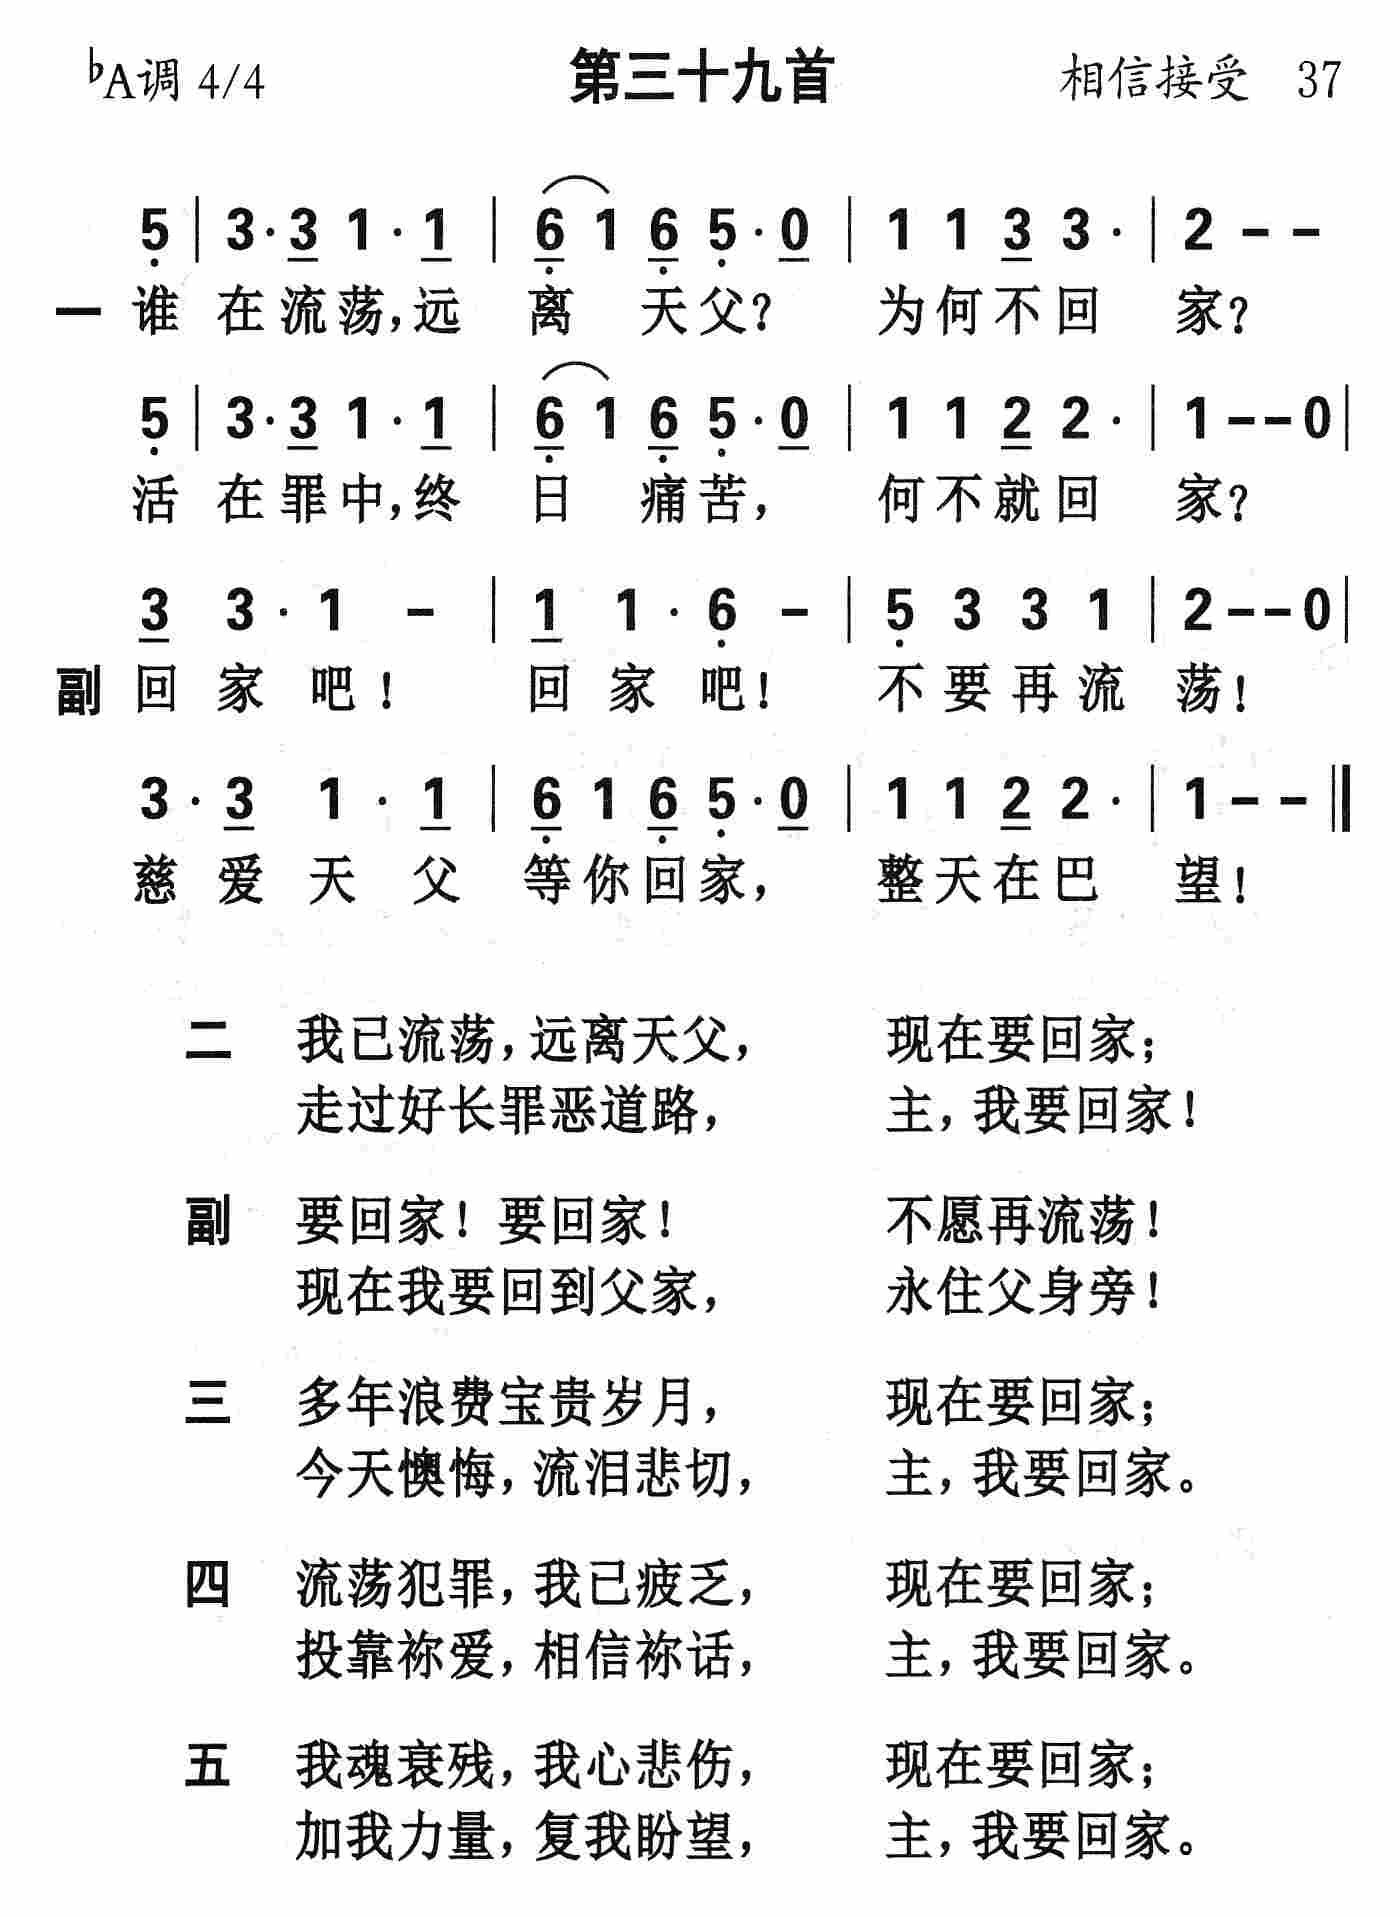 ♭A调 4/4 第三十九首 相信接受 37
5 | 3·3 1·1 | 6 1 6 5·0 | 1 1 3 3· | 2 – –
一 谁 在流荡，远 离 天父？ 为何不回 家？
5 | 3·3 1·1 | 6 1 6 5·0 | 1 1 2 2· | 1 – – 0 |
活 在罪中，终 日 痛苦， 何不就回 家？
3 3· 1 – | 1 1· 6 – | 5 3 3 1 | 2 – – 0 |
副 回家吧！ 回家吧！ 不要再流 荡！
3·3 1·1 | 6 1 6 5·0 | 1 1 2 2· | 1 – – ‖
慈爱天父 等你回家， 整天在巴 望！
二 我已流荡，远离天父， 现在要回家；
走过好长罪恶道路， 主，我要回家！
副 要回家！要回家！ 不愿再流荡！
现在我要回到父家， 永住父身旁！
三 多年浪费宝贵岁月， 现在要回家；
今天懊悔，流泪悲切， 主，我要回家。
四 流荡犯罪，我已疲乏， 现在要回家；
投靠祢爱，相信祢话， 主，我要回家。
五 我魂衰残，我心悲伤， 现在要回家；
加我力量，复我盼望， 主，我要回家。